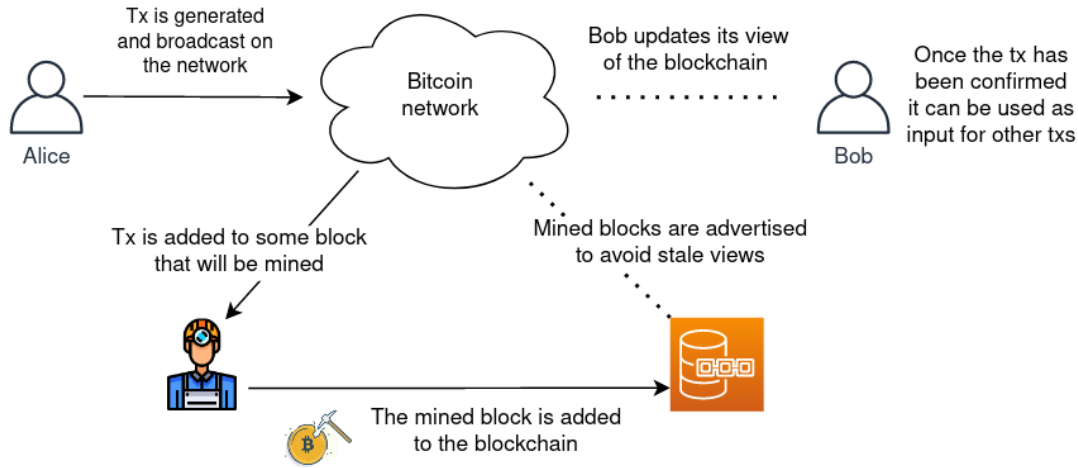 Tx is generated
and broadcast on
the network
Alice
Bitcoin
network
Bob updates its view
of the blockchain
Bob
Once the tx has
been confirmed
it can be used as
input for other txs
Tx is added to some block
that will be mined
Mined blocks are advertised
to avoid stale views
B
The mined block is added
to the blockchain